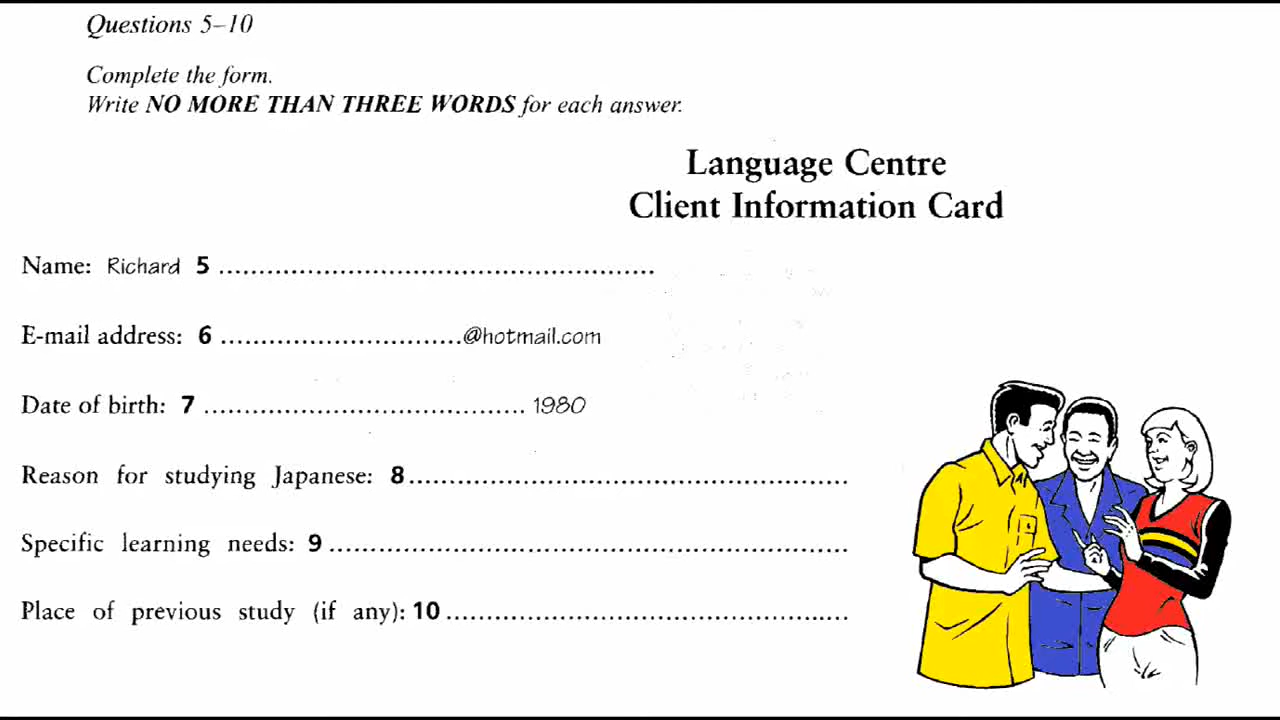 Questions 5–10
Complete the form.
Write NO MORE THAN THREE WORDS for each answer.
Language Centre
Client Information Card
Name: Richard 5 ......................................................
E-mail address: 6 ..............................@hotmail.com
Date of birth: 7 ........................................ 1980
Reason for studying Japanese: 8......................................................
Specific learning needs: 9 ................................................................
Place of previous study (if any): 10 ..................................................